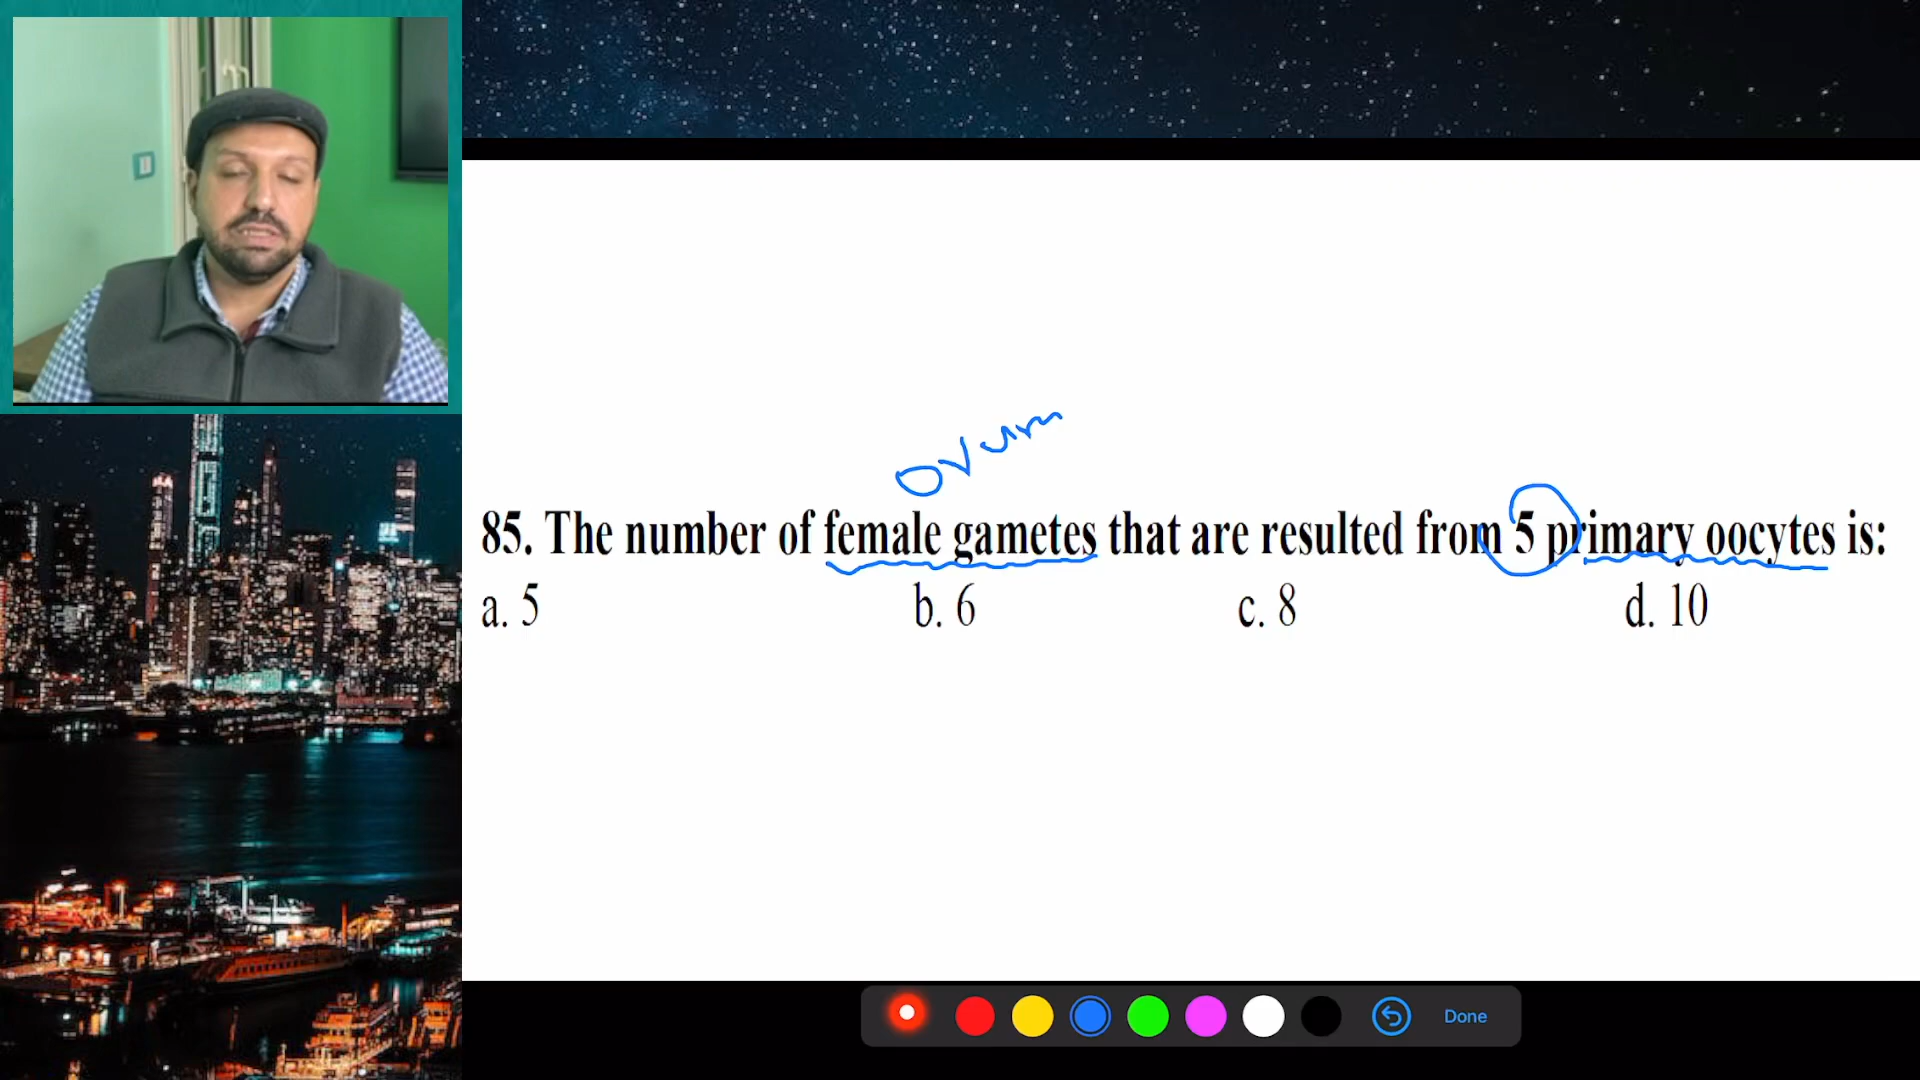 ovum
85. The number of female gametes that are resulted from 5 primary oocytes is:
a. 5 b. 6 c. 8 d. 10
Done